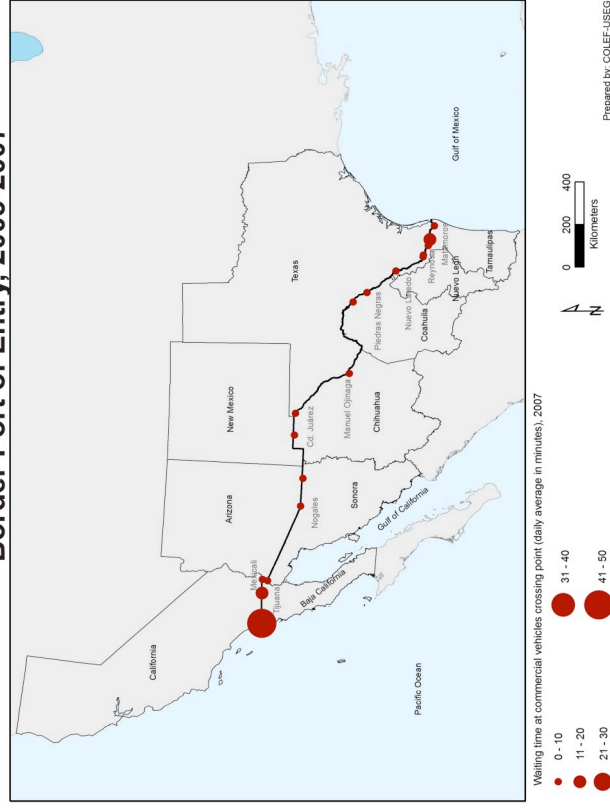 Border Port of Entry, 2006-2007
California
Arizona
New Mexico
Texas
Mexicali
Tijuana
Baja California
Nogales
Sonora
Gulf of California
Cd. Juárez
Manuel Ojinaga
Chihuahua
Piedras Negras
Coahuila
Nuevo Laredo
Nuevo León
Reynosa
Matamoros
Tamaulipas
Pacific Ocean
Gulf of Mexico
Waiting time at commercial vehicles crossing point (daily average in minutes), 2007
0 - 10
11 - 20
21 - 30
31 - 40
41 - 50
0 200 400
Kilometers
N
Prepared by: COLEF-USEG